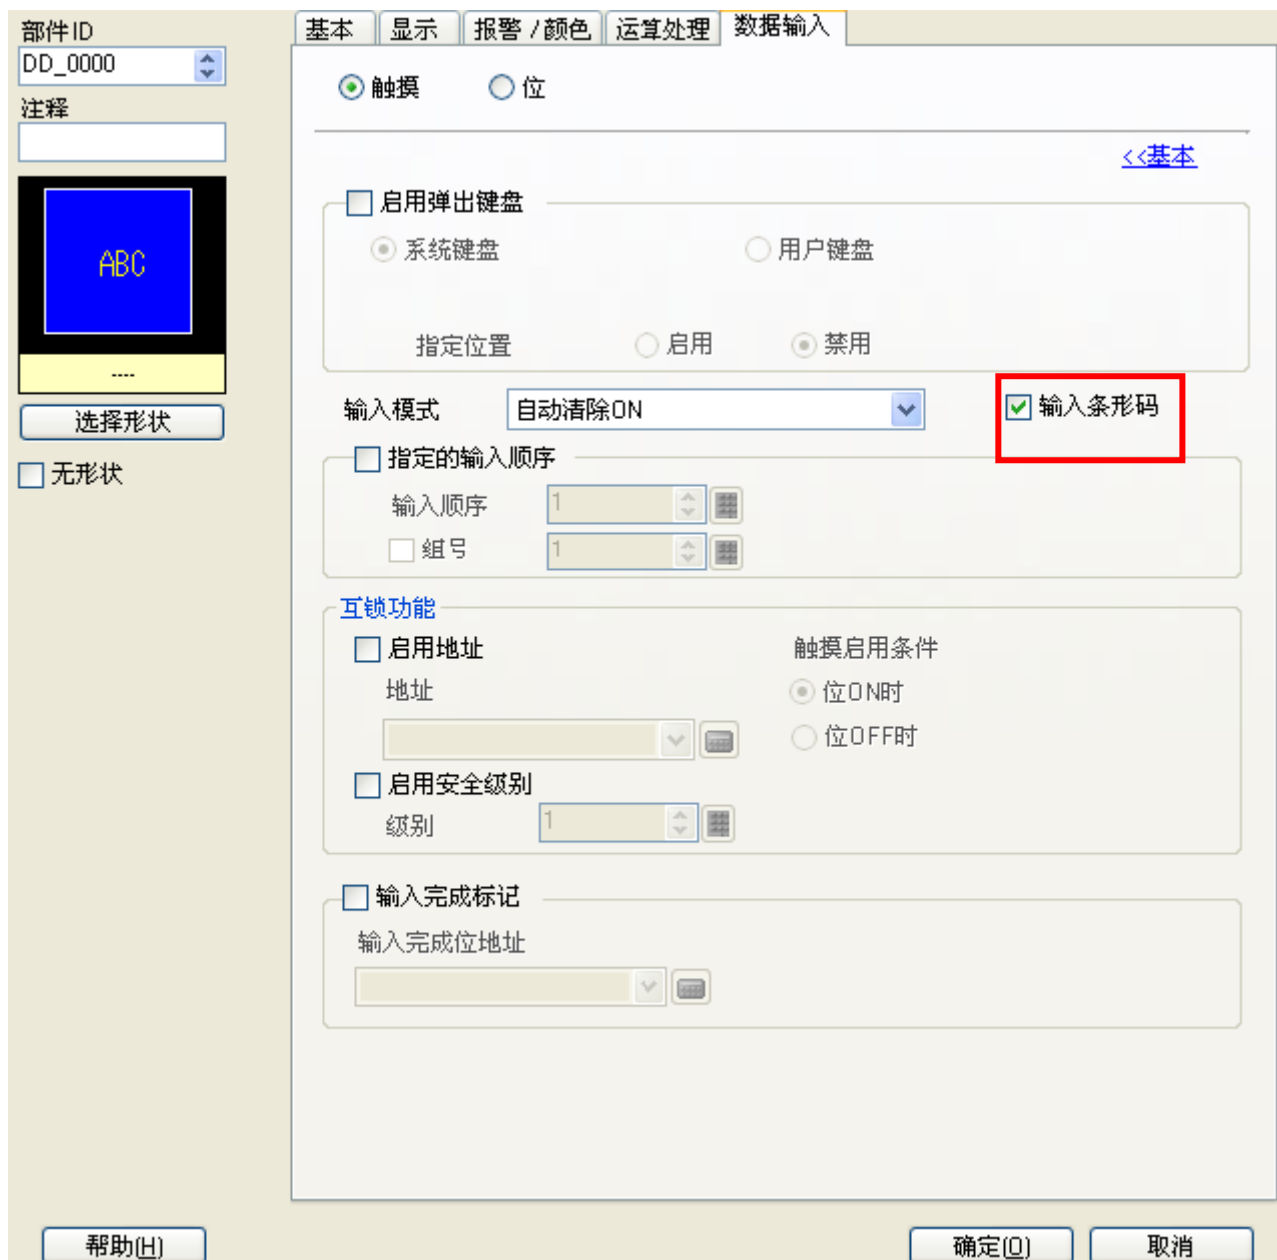 部件ID
DD_0000
注释
ABC
----
选择形状
无形状
基本 显示 报警/颜色 运算处理 数据输入
触摸 位
<<基本
启用弹出键盘
系统键盘 用户键盘
指定位置 启用 禁用
输入模式 自动清除ON 输入条形码
指定的输入顺序
输入顺序 1
组号 1
互锁功能
启用地址 触摸启用条件
地址 位ON时
位OFF时
启用安全级别
级别 1
输入完成标记
输入完成位地址
帮助(H) 确定(O) 取消